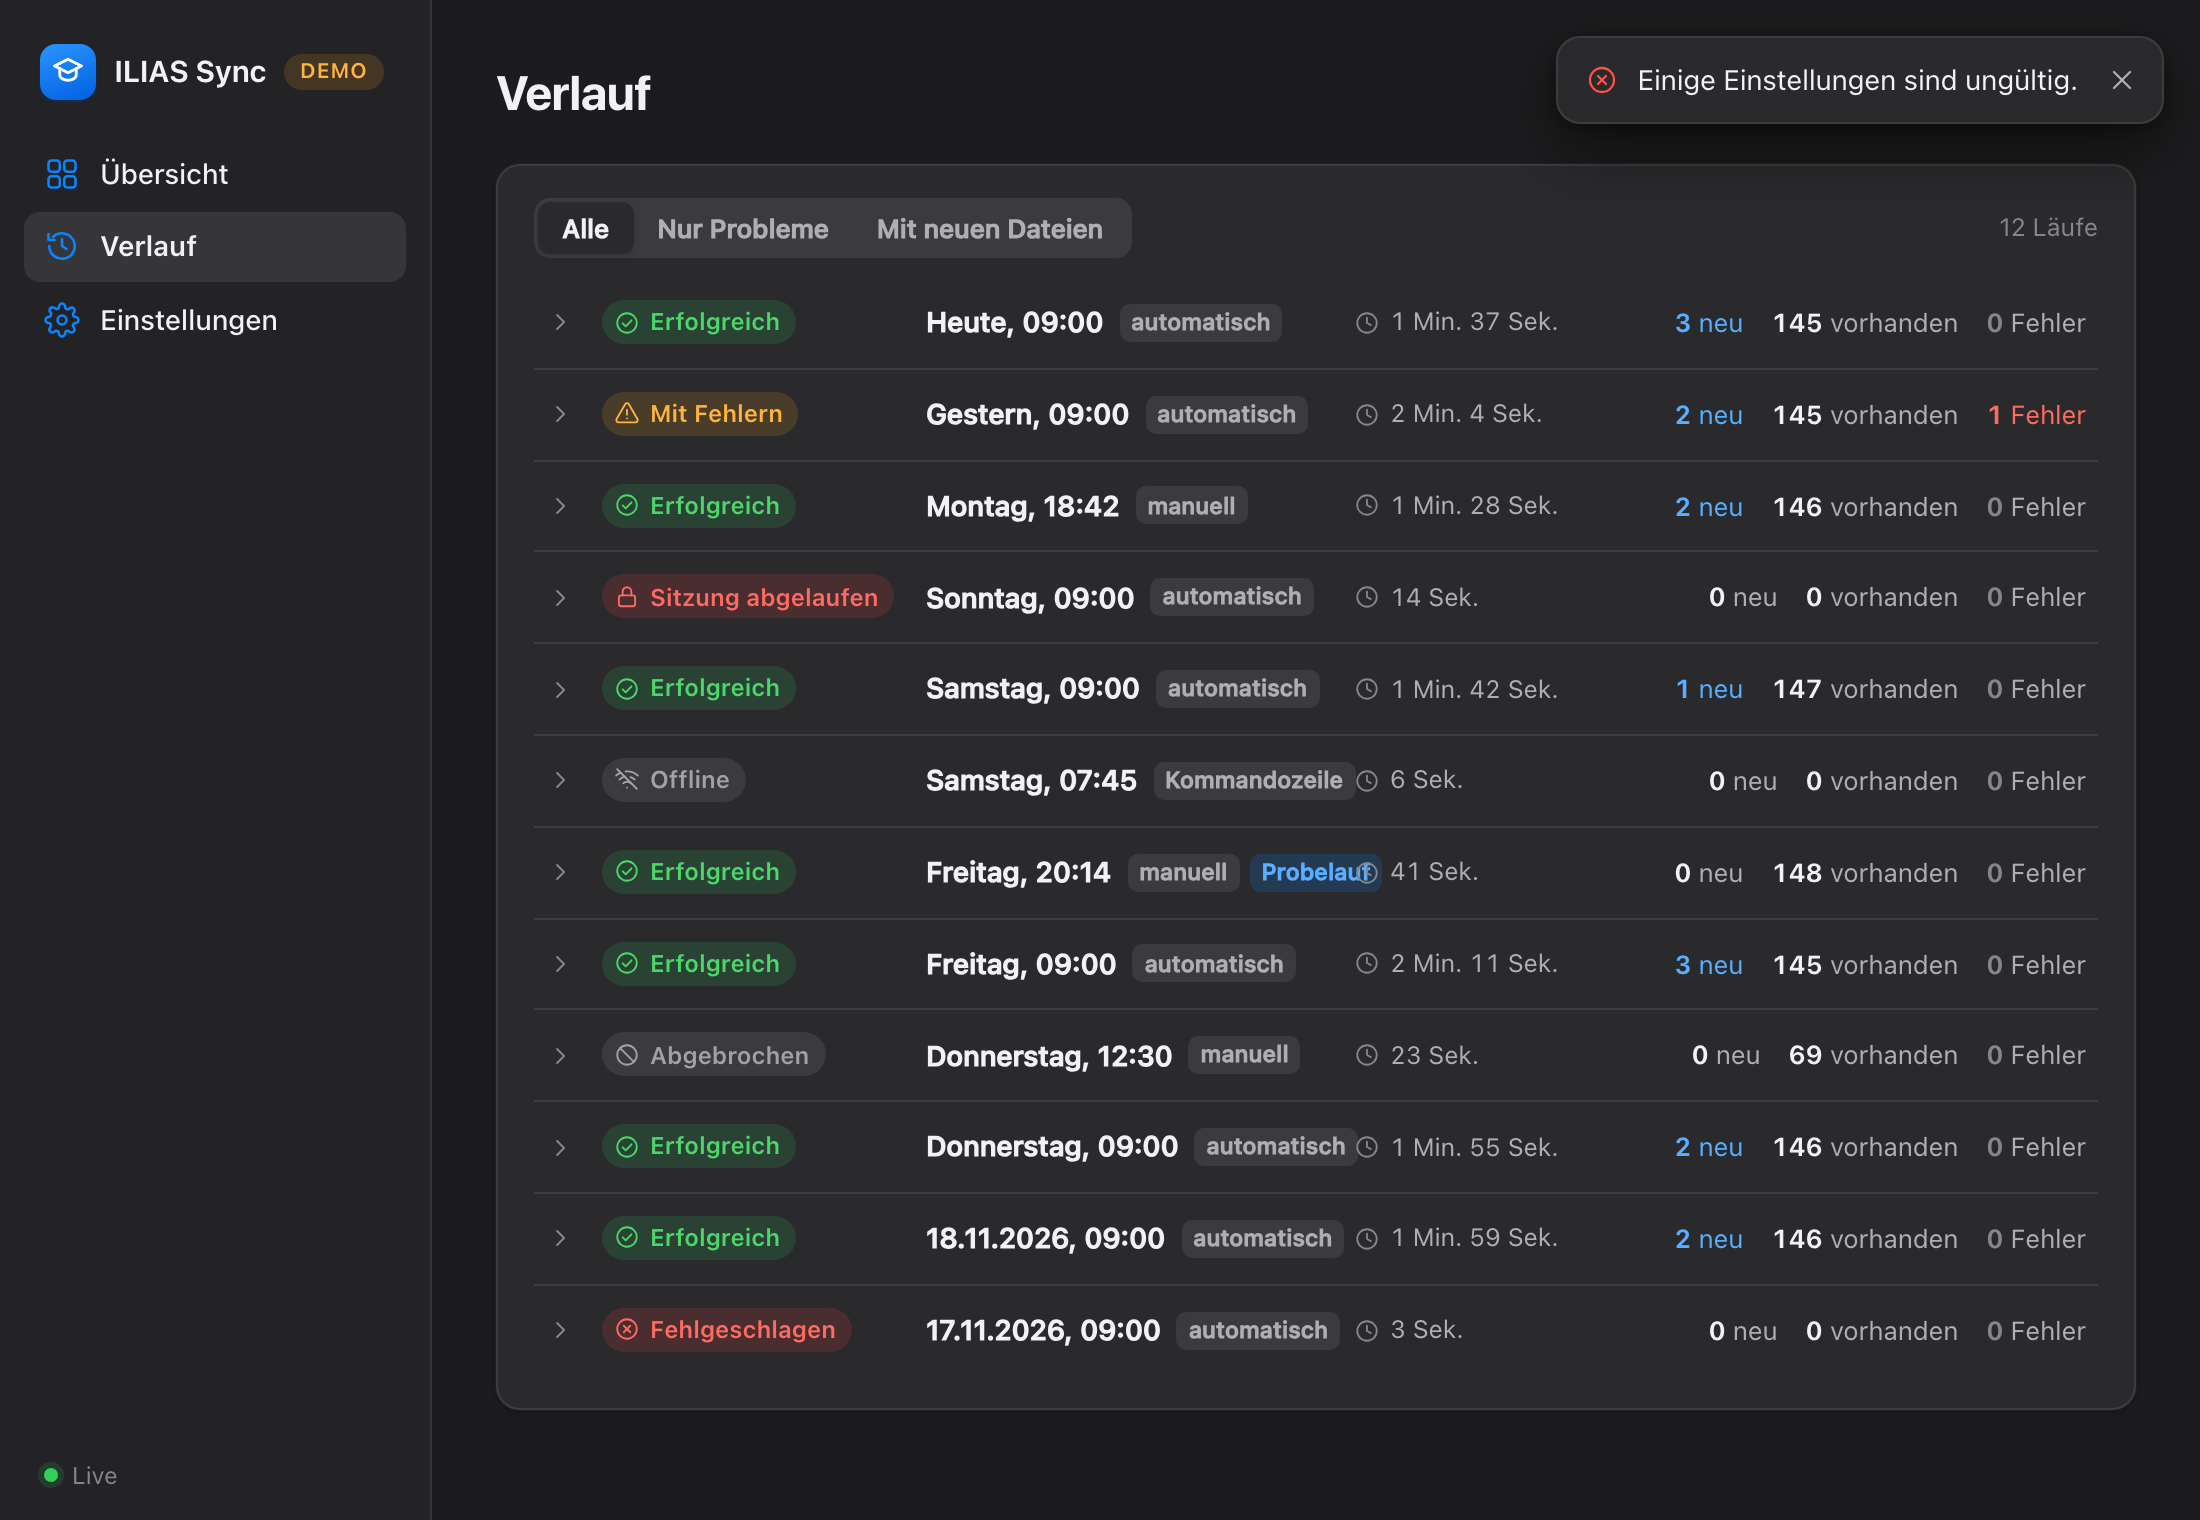 ILIAS Sync DEMO
Übersicht
Verlauf
Einstellungen
Live
Verlauf
Einige Einstellungen sind ungültig.
Alle Nur Probleme Mit neuen Dateien 12 Läufe
Erfolgreich Heute, 09:00 automatisch 1 Min. 37 Sek. 3 neu 145 vorhanden 0 Fehler
Mit Fehlern Gestern, 09:00 automatisch 2 Min. 4 Sek. 2 neu 145 vorhanden 1 Fehler
Erfolgreich Montag, 18:42 manuell 1 Min. 28 Sek. 2 neu 146 vorhanden 0 Fehler
Sitzung abgelaufen Sonntag, 09:00 automatisch 14 Sek. 0 neu 0 vorhanden 0 Fehler
Erfolgreich Samstag, 09:00 automatisch 1 Min. 42 Sek. 1 neu 147 vorhanden 0 Fehler
Offline Samstag, 07:45 Kommandozeile 6 Sek. 0 neu 0 vorhanden 0 Fehler
Erfolgreich Freitag, 20:14 manuell Probelauf 41 Sek. 0 neu 148 vorhanden 0 Fehler
Erfolgreich Freitag, 09:00 automatisch 2 Min. 11 Sek. 3 neu 145 vorhanden 0 Fehler
Abgebrochen Donnerstag, 12:30 manuell 23 Sek. 0 neu 69 vorhanden 0 Fehler
Erfolgreich Donnerstag, 09:00 automatisch 1 Min. 55 Sek. 2 neu 146 vorhanden 0 Fehler
Erfolgreich 18.11.2026, 09:00 automatisch 1 Min. 59 Sek. 2 neu 146 vorhanden 0 Fehler
Fehlgeschlagen 17.11.2026, 09:00 automatisch 3 Sek. 0 neu 0 vorhanden 0 Fehler